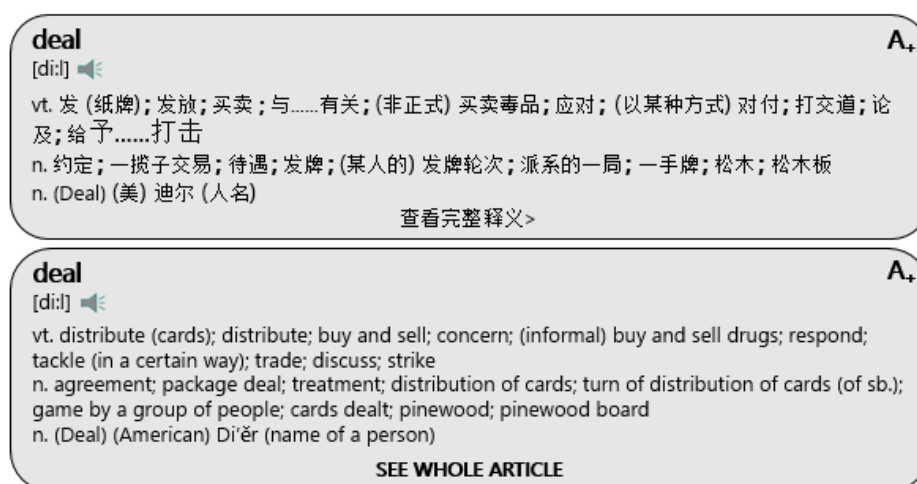 deal A+
[di:l]
vt. 发 (纸牌); 发放; 买卖; 与……有关; (非正式) 买卖毒品; 应对; (以某种方式) 对付; 打交道; 论
及; 给予……打击
n. 约定; 一揽子交易; 待遇; 发牌; (某人的) 发牌轮次; 派系的一局; 一手牌; 松木; 松木板
n. (Deal) (美) 迪尔 (人名)
查看完整释义>
deal A+
[di:l]
vt. distribute (cards); distribute; buy and sell; concern; (informal) buy and sell drugs; respond;
tackle (in a certain way); trade; discuss; strike
n. agreement; package deal; treatment; distribution of cards; turn of distribution of cards (of sb.);
game by a group of people; cards dealt; pinewood; pinewood board
n. (Deal) (American) Di'ěr (name of a person)
SEE WHOLE ARTICLE